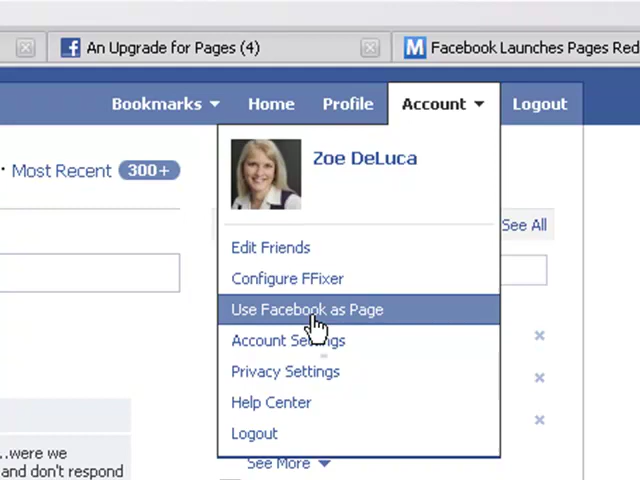 An Upgrade for Pages (4)
Facebook Launches Pages Red
Bookmarks Home Profile Account Logout
Most Recent 300+
Zoe DeLuca
See All
Edit Friends
Configure FFixer
Use Facebook as Page
Account Settings
Privacy Settings
Help Center
Logout
...were we
and don't respond
See More